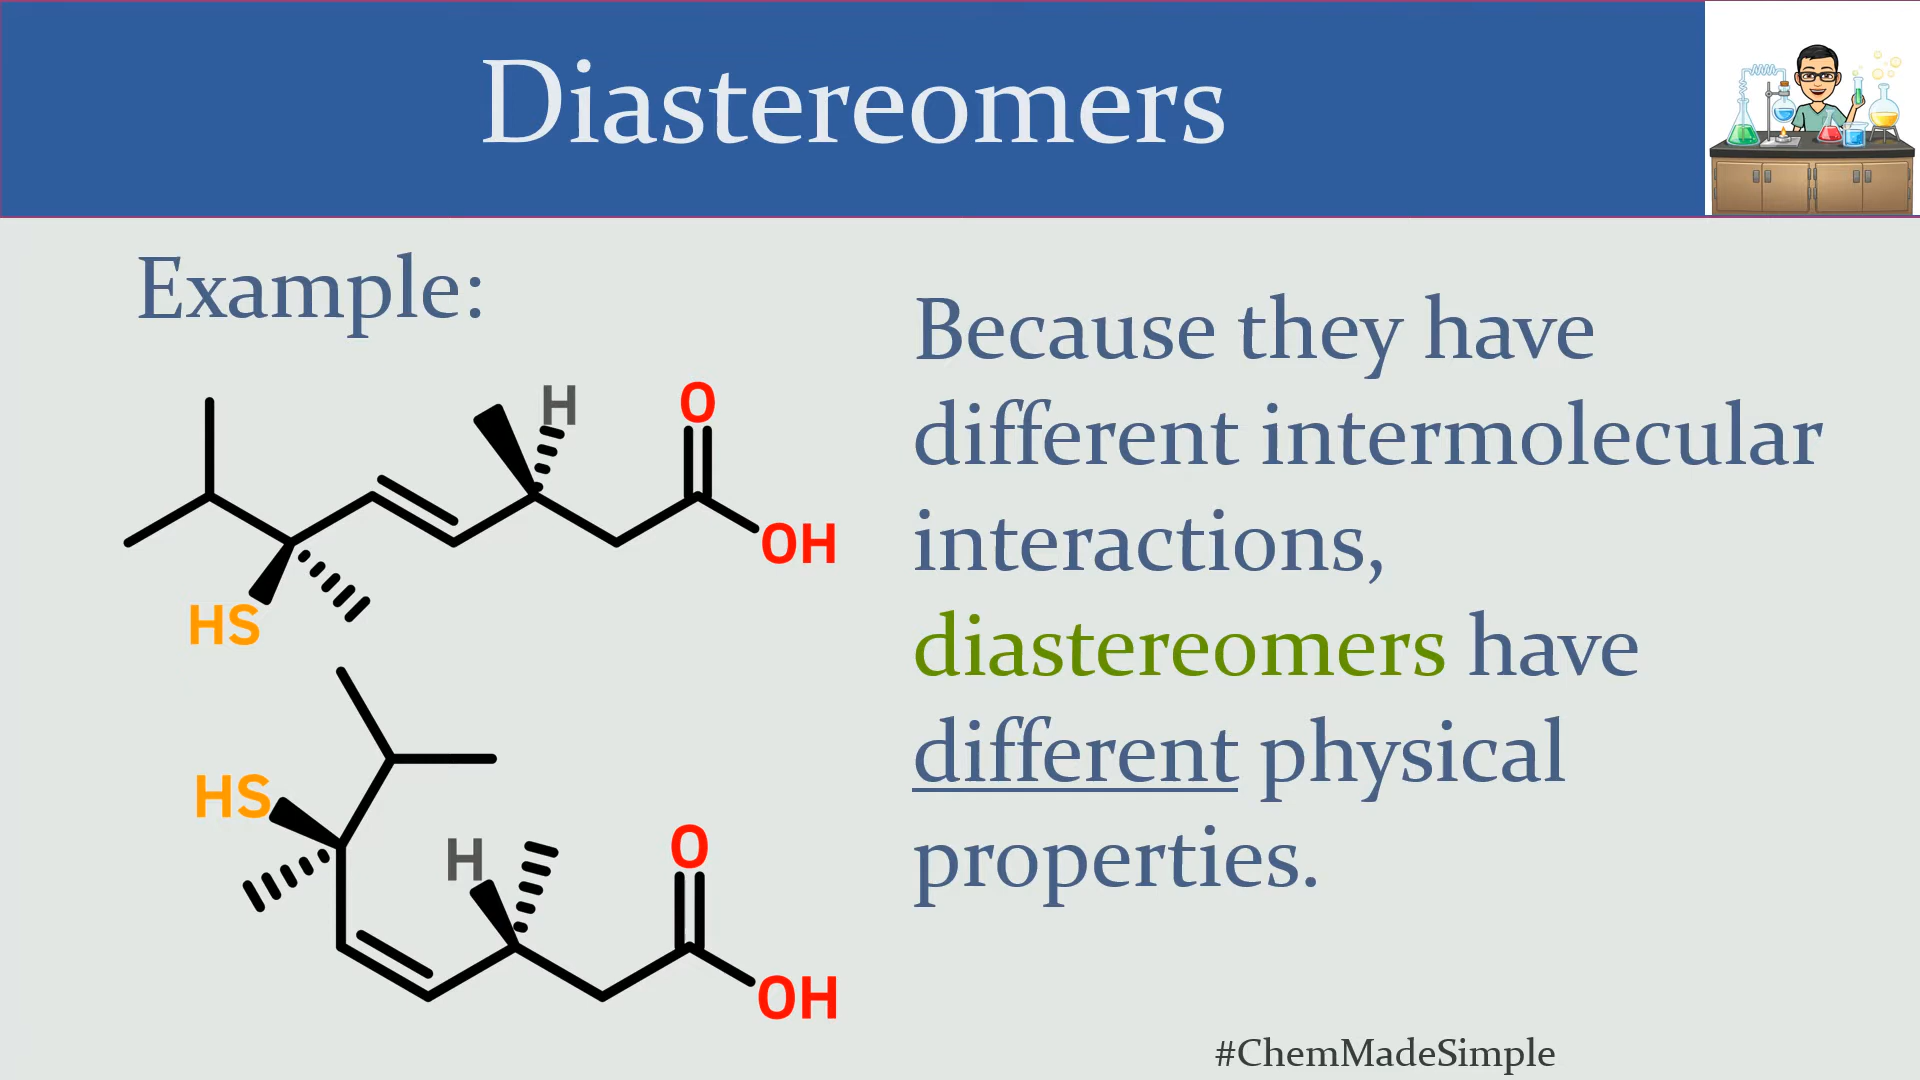 Diastereomers
Example:
Because they have
different intermolecular
interactions,
diastereomers have
different physical
properties.
H
O
OH
HS
HS
H
O
OH
#ChemMadeSimple